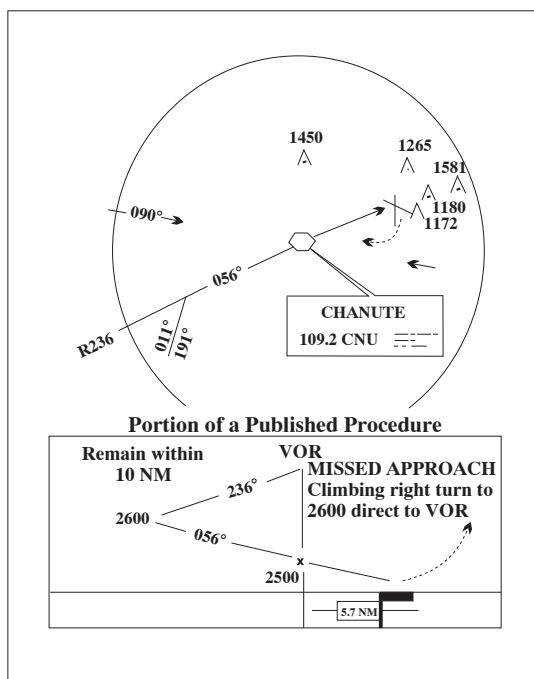 1450
1265
1581
1180
1172
090°
056°
R236
011°
191°
CHANUTE
109.2 CNU
Portion of a Published Procedure
Remain within
10 NM
VOR
MISSED APPROACH
Climbing right turn to
2600 direct to VOR
236°
2600
056°
x
2500
5.7 NM